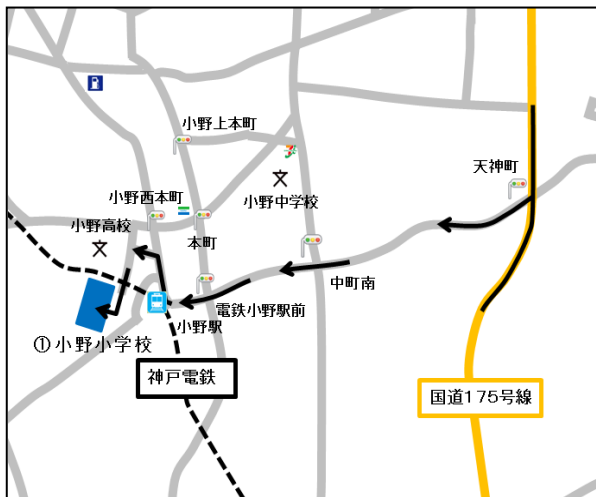 小野上本町
天神町
小野中学校
小野西本町
小野高校
本町
中町南
電鉄小野駅前
小野駅
①小野小学校
神戸電鉄
国道175号線